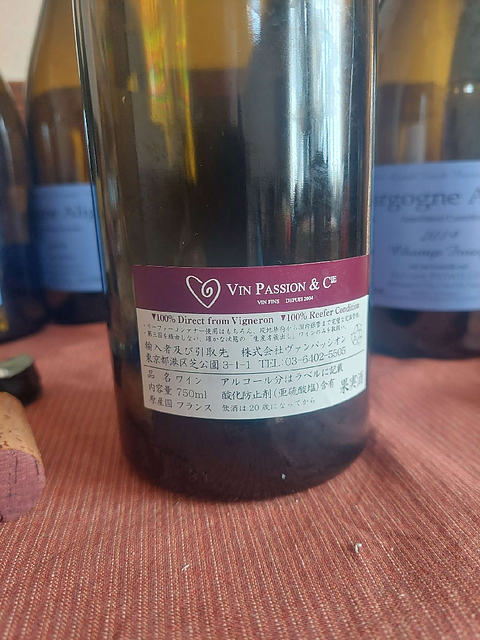 VIN PASSION & CIE
VIN FINS DEPUIS 2004
▼100% Direct from Vigneron ▼100% Reefer Condition
輸入者及び引取先 株式会社ヴァンパッシオン
東京都港区芝公園 3-1-1 TEL:03-6402-5505
品名 ワイン アルコール分はラベルに記載
内容量 750ml 酸化防止剤(亜硫酸塩)含有 果実酒
原産国 フランス 飲酒は20歳になってから
rgogne A
2019